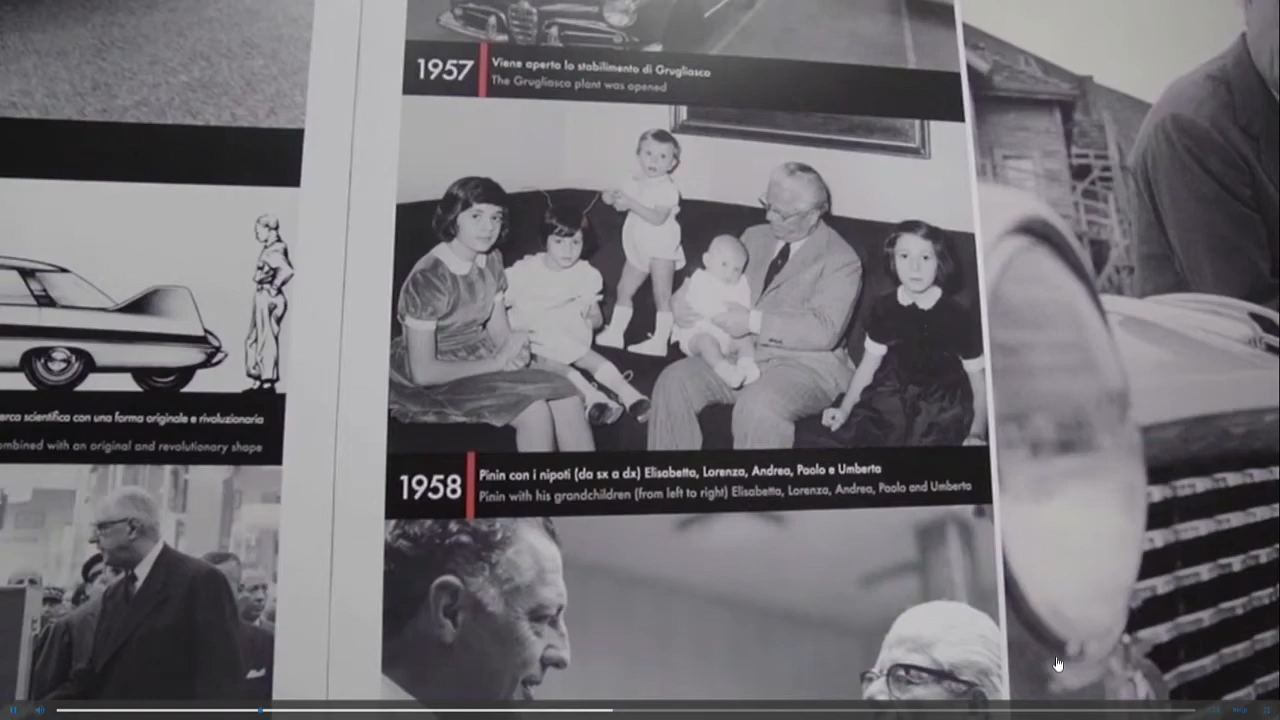 1957
Viene aperto lo stabilimento di Grugliasco
The Grugliasco plant was opened
erca scientifica con una forma originale e rivoluzionaria
ombined with an original and revolutionary shape
1958
Pinin con i nipoti (da sx a dx) Elisabetta, Lorenza, Andrea, Paolo e Umberta
Pinin with his grandchildren (from left to right) Elisabetta, Lorenza, Andrea, Paolo and Umberta